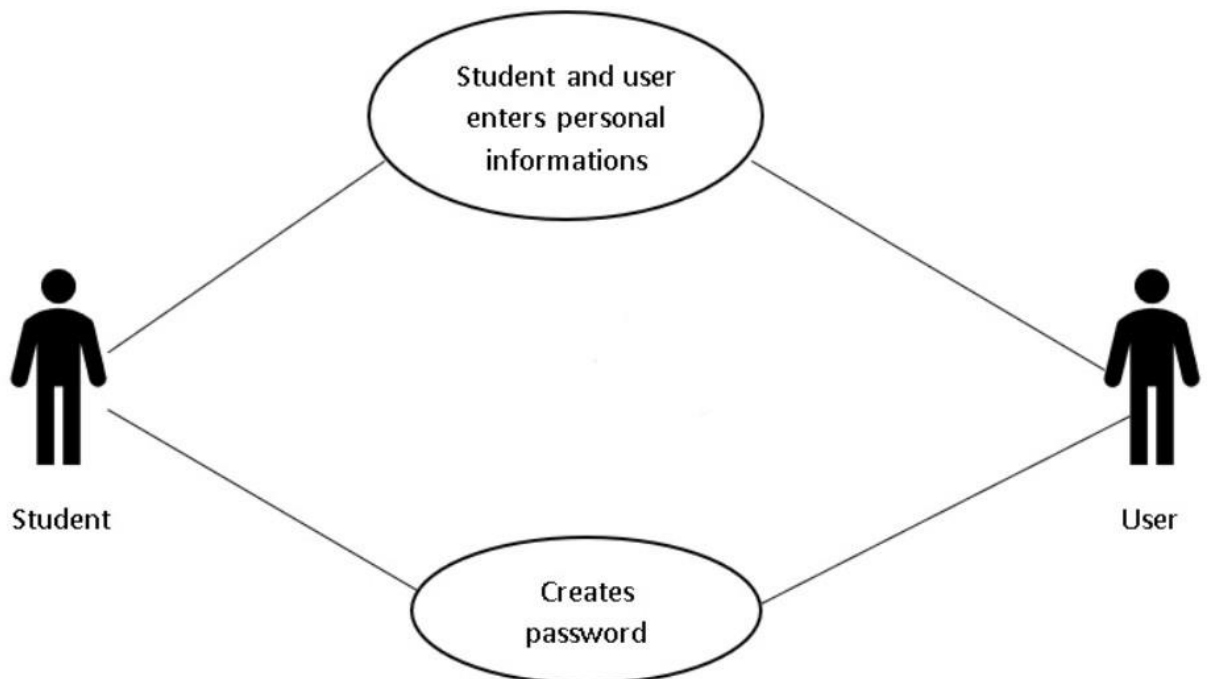 Student and user
enters personal
informations
Student
User
Creates
password